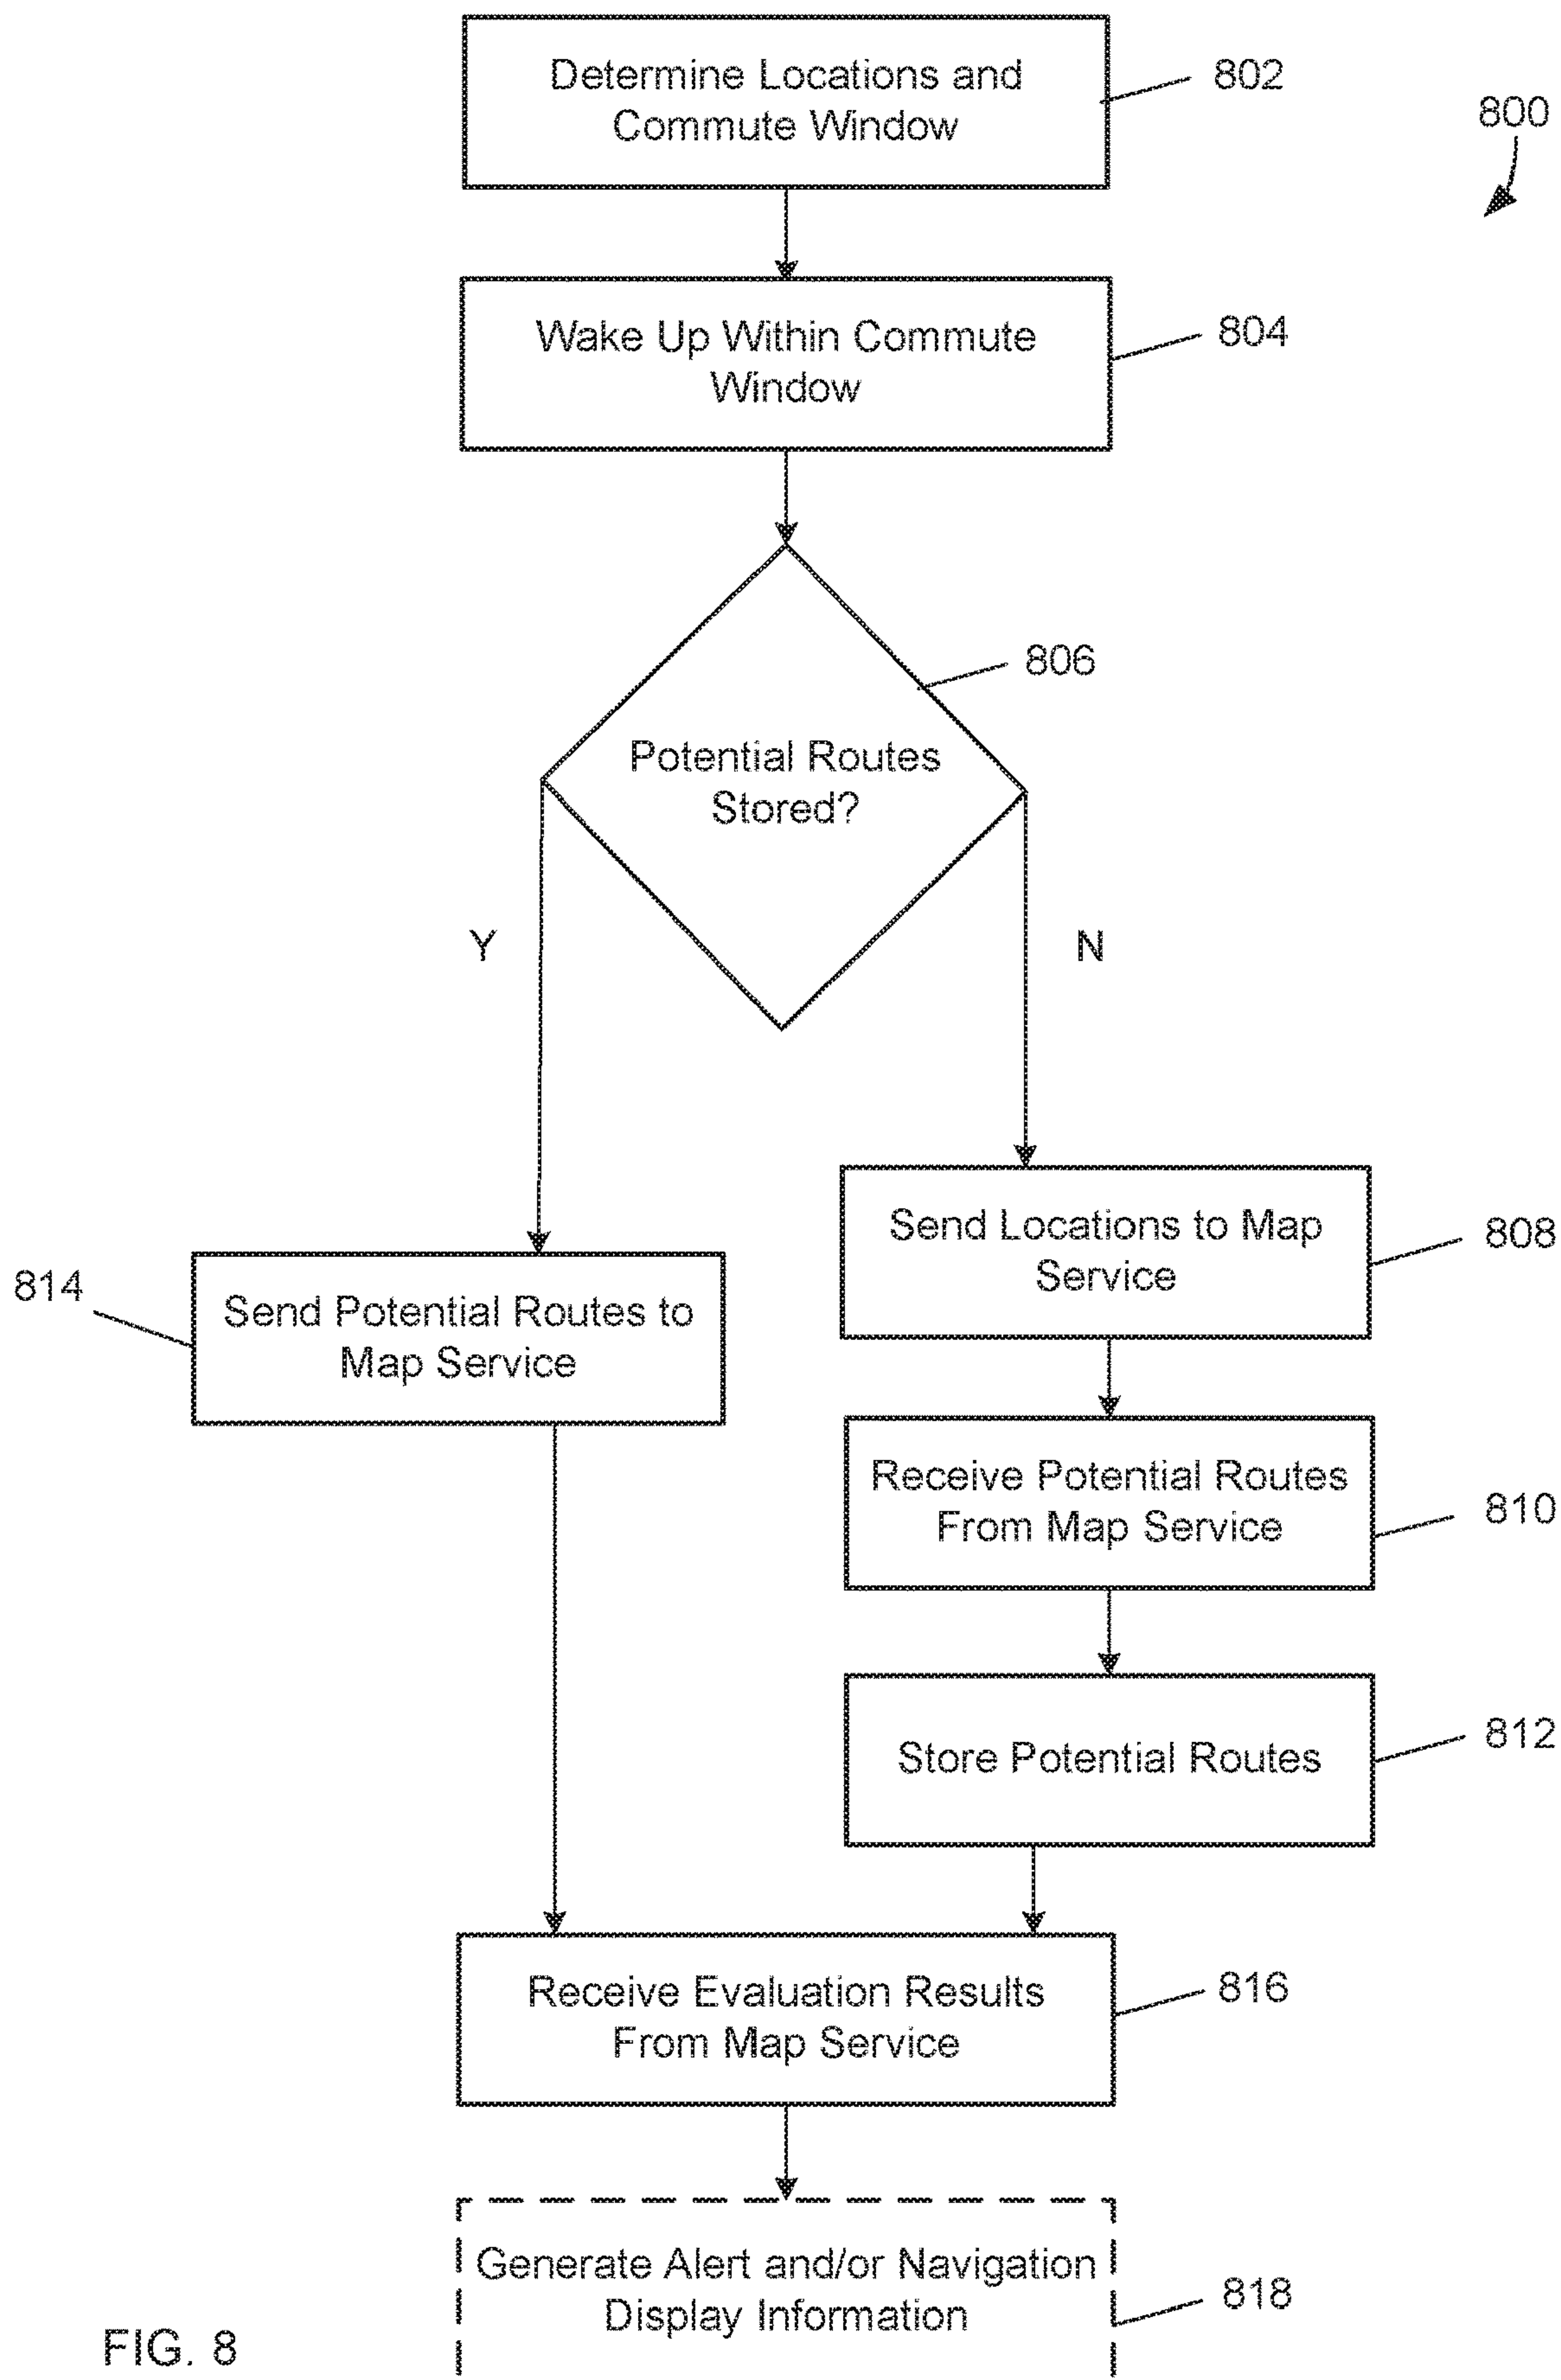 Determine Locations and
Commute Window
802
800
Wake Up Within Commute
Window
804
806
Potential Routes
Stored?
Y
N
Send Locations to Map
Service
808
814
Send Potential Routes to
Map Service
Receive Potential Routes
From Map Service
810
Store Potential Routes
812
Receive Evaluation Results
From Map Service
816
Generate Alert and/or Navigation
Display Information
818
FIG. 8